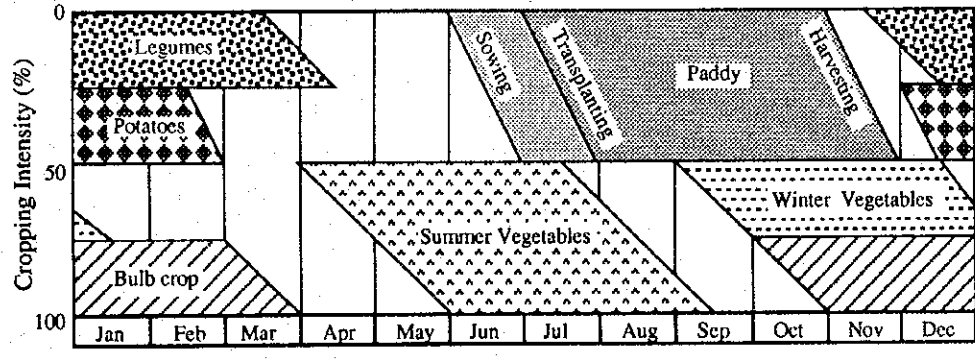 0
50
100
Cropping Intensity (%)
Legumes
Potatoes
Bulb crop
Sowing
Transplanting
Paddy
Harvesting
Summer Vegetables
Winter Vegetables
Jan Feb Mar Apr May Jun Jul Aug Sep Oct Nov Dec